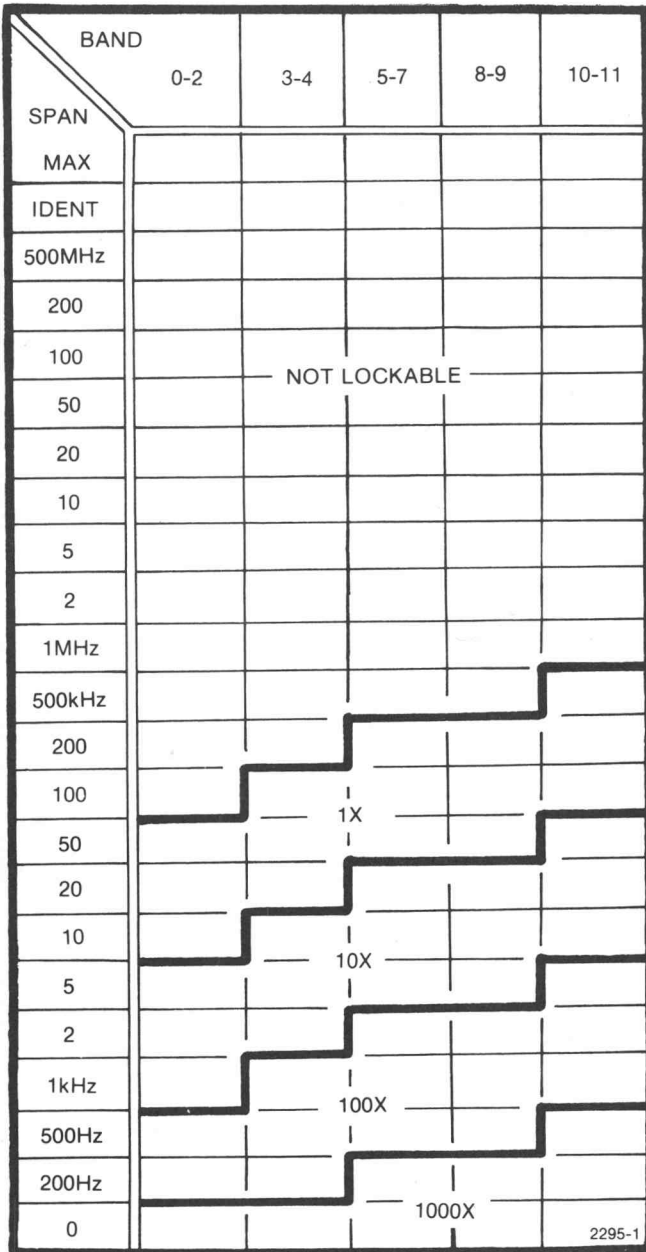 BAND
0-2 3-4 5-7 8-9 10-11
SPAN
MAX
IDENT
500MHz
200
100
NOT LOCKABLE
50
20
10
5
2
1MHz
500kHz
200
100
1X
50
20
10
10X
5
2
1kHz
100X
500Hz
200Hz
1000X
0
2295-1